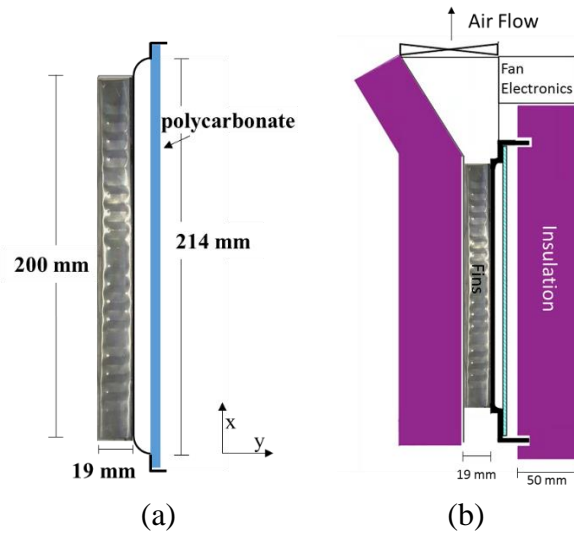 polycarbonate
200 mm
214 mm
x
y
19 mm
(a)
Air Flow
Fan
Electronics
Fins
Insulation
19 mm
50 mm
(b)